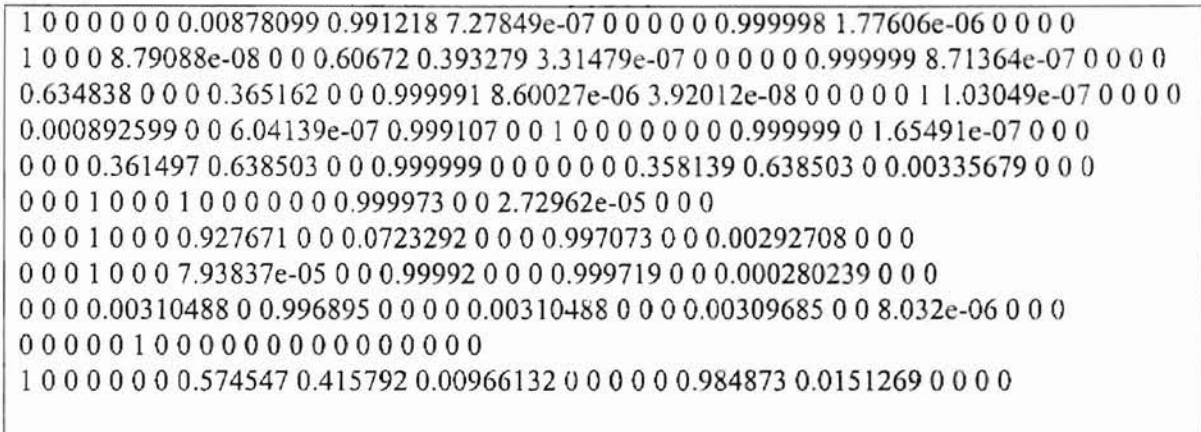 1 0 0 0 0 0 0 0.00878099 0.991218 7.27849e-07 0 0 0 0 0 0.999998 1.77606e-06 0 0 0 0
1 0 0 0 8.79088e-08 0 0 0.60672 0.393279 3.31479e-07 0 0 0 0 0 0.999999 8.71364e-07 0 0 0 0
0.634838 0 0 0 0.365162 0 0 0.999991 8.60027e-06 3.92012e-08 0 0 0 0 0 1 1.03049e-07 0 0 0 0
0.000892599 0 0 6.04139e-07 0.999107 0 0 1 0 0 0 0 0 0 0 0.999999 0 1.65491e-07 0 0 0
0 0 0 0.361497 0.638503 0 0 0.999999 0 0 0 0 0 0 0.358139 0.638503 0 0.00335679 0 0 0
0 0 0 1 0 0 0 1 0 0 0 0 0 0 0.999973 0 0 2.72962e-05 0 0 0
0 0 0 1 0 0 0 0.927671 0 0 0.0723292 0 0 0 0.997073 0 0 0.00292708 0 0 0
0 0 0 1 0 0 0 7.93837e-05 0 0 0.99992 0 0 0 0.999719 0 0 0.000280239 0 0 0
0 0 0 0.00310488 0 0.996895 0 0 0 0 0.00310488 0 0 0 0.00309685 0 0 8.032e-06 0 0 0
0 0 0 0 0 1 0 0 0 0 0 0 0 0 0 0 0 0 0 0 0
1 0 0 0 0 0 0 0.574547 0.415792 0.00966132 0 0 0 0 0 0.984873 0.0151269 0 0 0 0